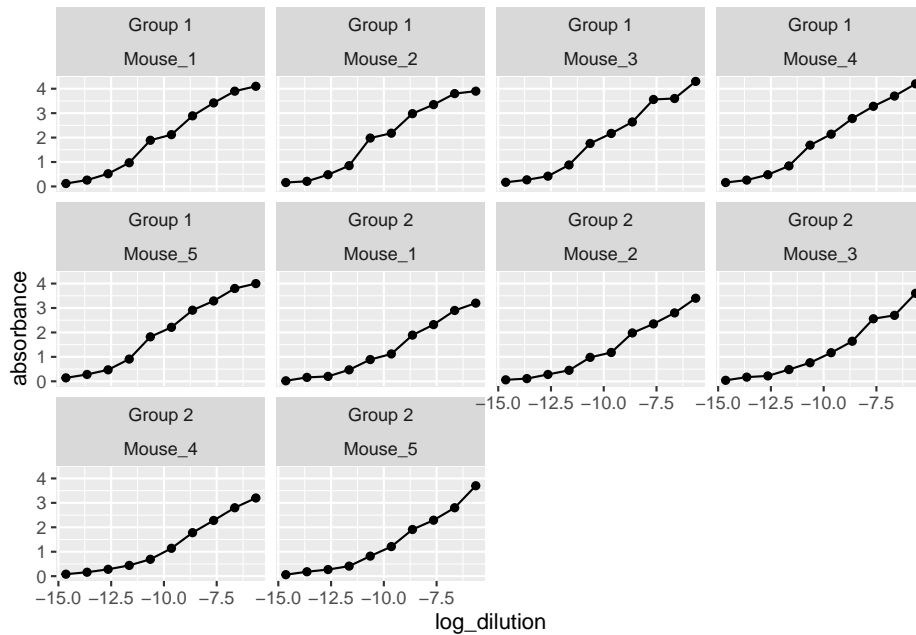 Group 1 Group 1 Group 1 Group 1
Mouse_1 Mouse_2 Mouse_3 Mouse_4
4
3
2
1
0
Group 1 Group 2 Group 2 Group 2
Mouse_5 Mouse_1 Mouse_2 Mouse_3
4
3
2
1
0
absorbance
−15.0 −12.5 −10.0 −7.5 −15.0 −12.5 −10.0 −7.5
Group 2 Group 2
Mouse_4 Mouse_5
4
3
2
1
0
−15.0 −12.5 −10.0 −7.5 −15.0 −12.5 −10.0 −7.5
log_dilution